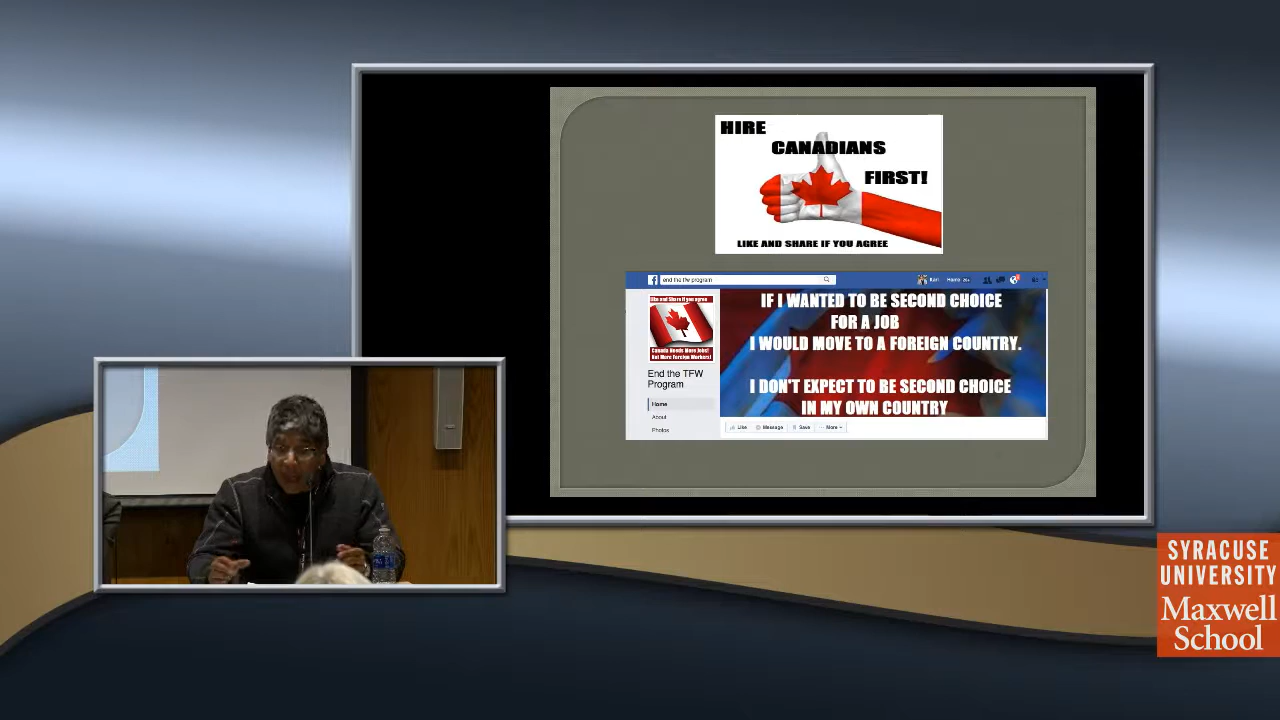 HIRE
CANADIANS
FIRST!
LIKE AND SHARE IF YOU AGREE
end the tfw program
Kari
Home 20+
like and Share if you agree
Canada Needs More Jobs!
Not More Foreign Workers!
IF I WANTED TO BE SECOND CHOICE
FOR A JOB
I WOULD MOVE TO A FOREIGN COUNTRY.
I DON'T EXPECT TO BE SECOND CHOICE
IN MY OWN COUNTRY
End the TFW
Program
Home
About
Photos
Like
Message
Save
More
SYRACUSE
UNIVERSITY
Maxwell
School